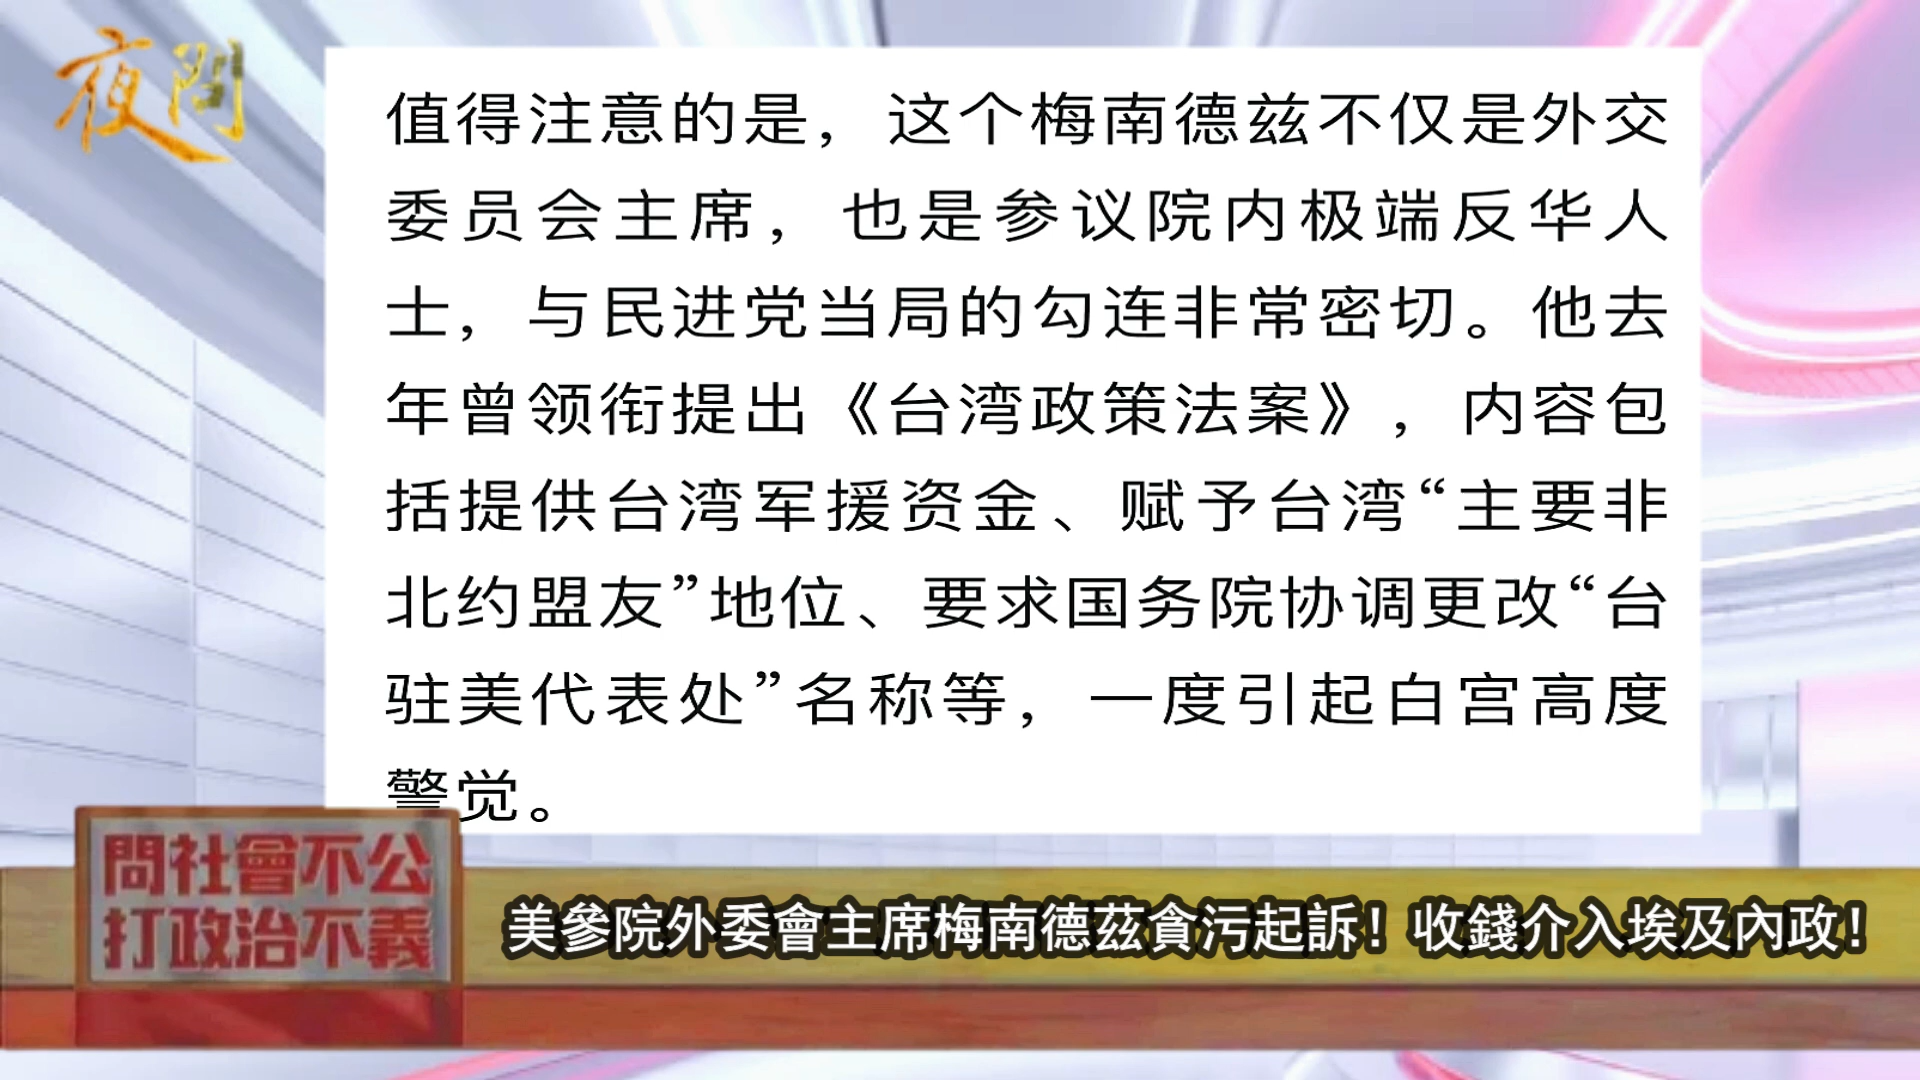 夜問
值得注意的是，这个梅南德兹不仅是外交
委员会主席，也是参议院内极端反华人
士，与民进党当局的勾连非常密切。他去
年曾领衔提出《台湾政策法案》，内容包
括提供台湾军援资金、赋予台湾“主要非
北约盟友”地位、要求国务院协调更改“台
驻美代表处”名称等，一度引起白宫高度
警觉。
問社會不公
打政治不義
美參院外委會主席梅南德茲貪污起訴！收錢介入埃及內政！